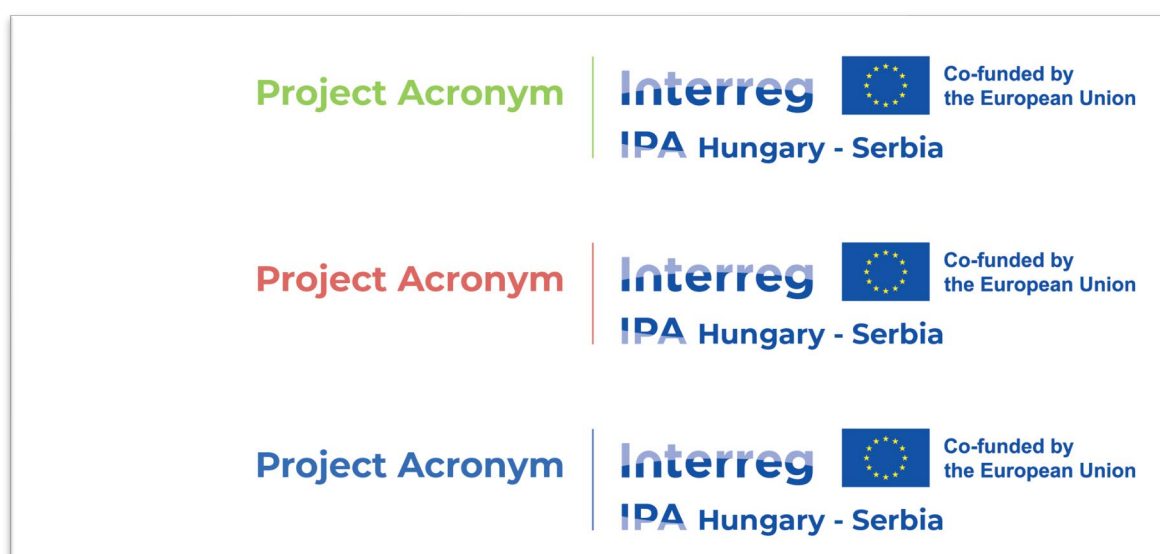 Project Acronym
Interreg
Co-funded by
the European Union
IPA Hungary - Serbia
Project Acronym
Interreg
Co-funded by
the European Union
IPA Hungary - Serbia
Project Acronym
Interreg
Co-funded by
the European Union
IPA Hungary - Serbia